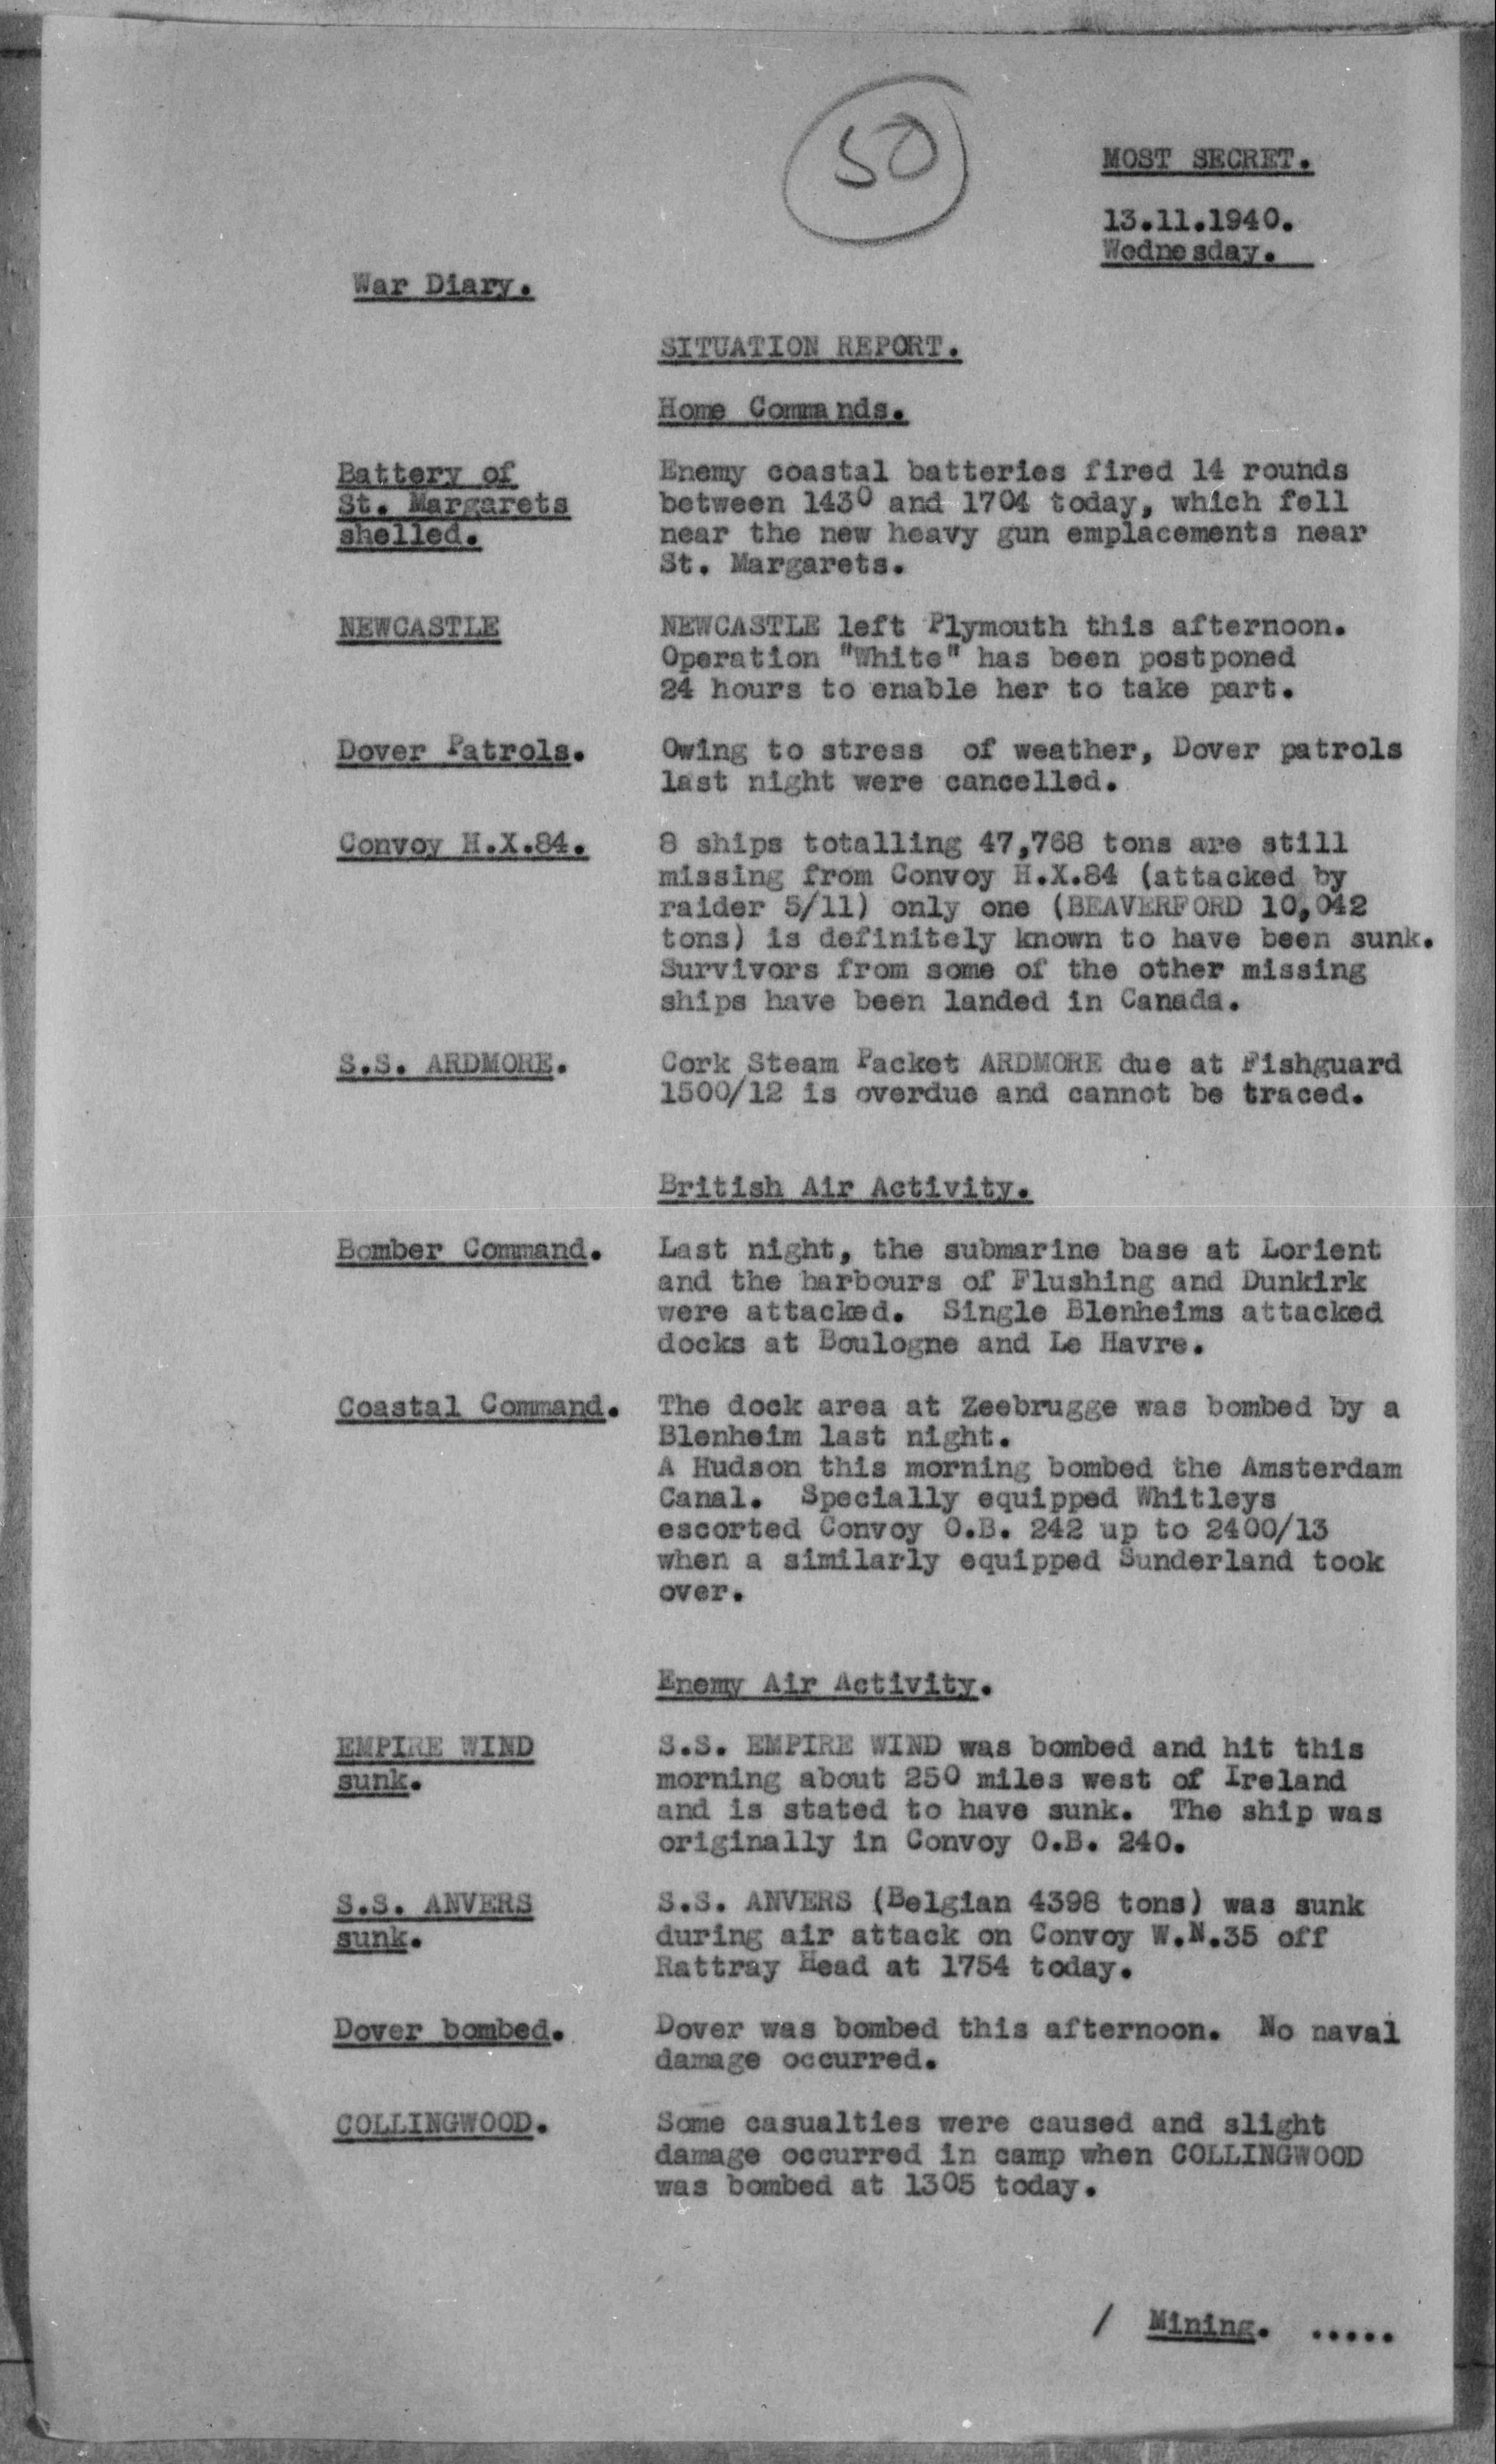 50
MOST SECRET.
13.11.1940.
Wednesday.
War Diary.
SITUATION REPORT.
Home Commands.
Battery of
St. Margarets
shelled.
Enemy coastal batteries fired 14 rounds
between 1430 and 1704 today, which fell
near the new heavy gun emplacements near
St. Margarets.
NEWCASTLE
NEWCASTLE left Plymouth this afternoon.
Operation "White" has been postponed
24 hours to enable her to take part.
Dover Patrols.
Owing to stress of weather, Dover patrols
last night were cancelled.
Convoy H.X.84.
8 ships totalling 47,768 tons are still
missing from Convoy H.X.84 (attacked by
raider 5/11) only one (BEAVERFORD 10,042
tons) is definitely known to have been sunk.
Survivors from some of the other missing
ships have been landed in Canada.
S.S. ARDMORE.
Cork Steam Packet ARDMORE due at Fishguard
1500/12 is overdue and cannot be traced.
British Air Activity.
Bomber Command.
Last night, the submarine base at Lorient
and the harbours of Flushing and Dunkirk
were attacked. Single Blenheims attacked
docks at Boulogne and Le Havre.
Coastal Command.
The dock area at Zeebrugge was bombed by a
Blenheim last night.
A Hudson this morning bombed the Amsterdam
Canal. Specially equipped Whitleys
escorted Convoy O.B. 242 up to 2400/13
when a similarly equipped Sunderland took
over.
Enemy Air Activity.
EMPIRE WIND
sunk.
S.S. EMPIRE WIND was bombed and hit this
morning about 250 miles west of Ireland
and is stated to have sunk. The ship was
originally in Convoy O.B. 240.
S.S. ANVERS
sunk.
S.S. ANVERS (Belgian 4398 tons) was sunk
during air attack on Convoy W.N.35 off
Rattray Head at 1754 today.
Dover bombed.
Dover was bombed this afternoon. No naval
damage occurred.
COLLINGWOOD.
Some casualties were caused and slight
damage occurred in camp when COLLINGWOOD
was bombed at 1305 today.
/ Mining. .....